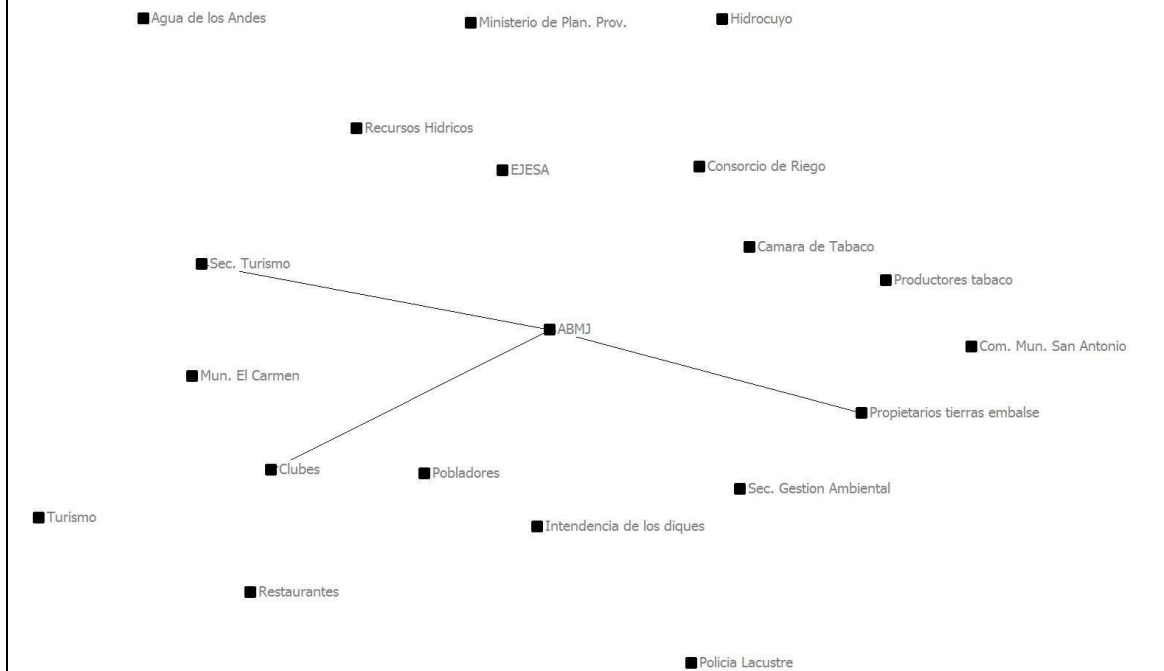 Agua de los Andes
Ministerio de Plan. Prov.
Hidrocuyo
Recursos Hidricos
EJESA
Consorcio de Riego
Camara de Tabaco
Sec. Turismo
Productores tabaco
ABMJ
Com. Mun. San Antonio
Mun. El Carmen
Propietarios tierras embalse
Clubes
Pobladores
Sec. Gestion Ambiental
Turismo
Intendencia de los diques
Restaurantes
Policia Lacustre